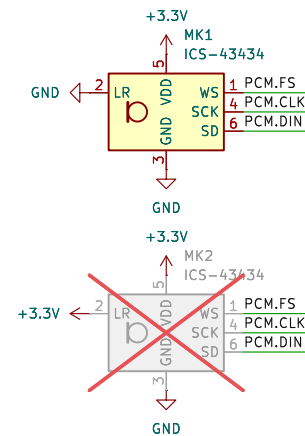 +3.3V
MK1
ICS-43434
5
VDD
GND
2
LR
WS
1
PCM.FS
SCK
4
PCM.CLK
SD
6
PCM.DIN
GND
3
GND
+3.3V
MK2
ICS-43434
5
VDD
+3.3V
2
LR
WS
1
PCM.FS
SCK
4
PCM.CLK
SD
6
PCM.DIN
GND
3
GND